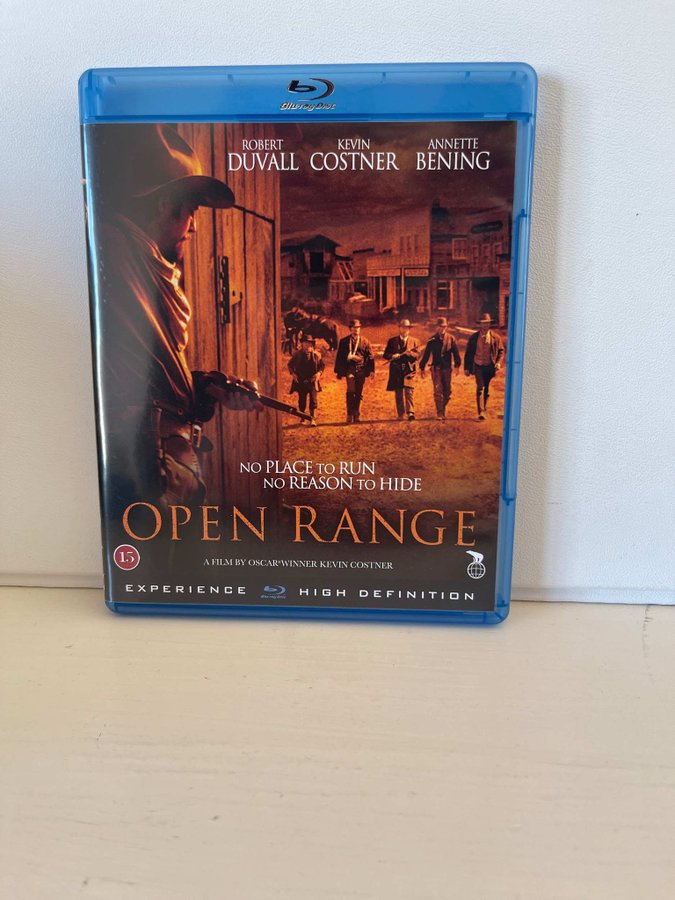 Blu-ray Disc
ROBERT KEVIN ANNETTE
DUVALL COSTNER BENING
NO PLACE TO RUN
NO REASON TO HIDE
OPEN RANGE
15
A FILM BY OSCAR® WINNER KEVIN COSTNER
EXPERIENCE Blu-ray Disc HIGH DEFINITION